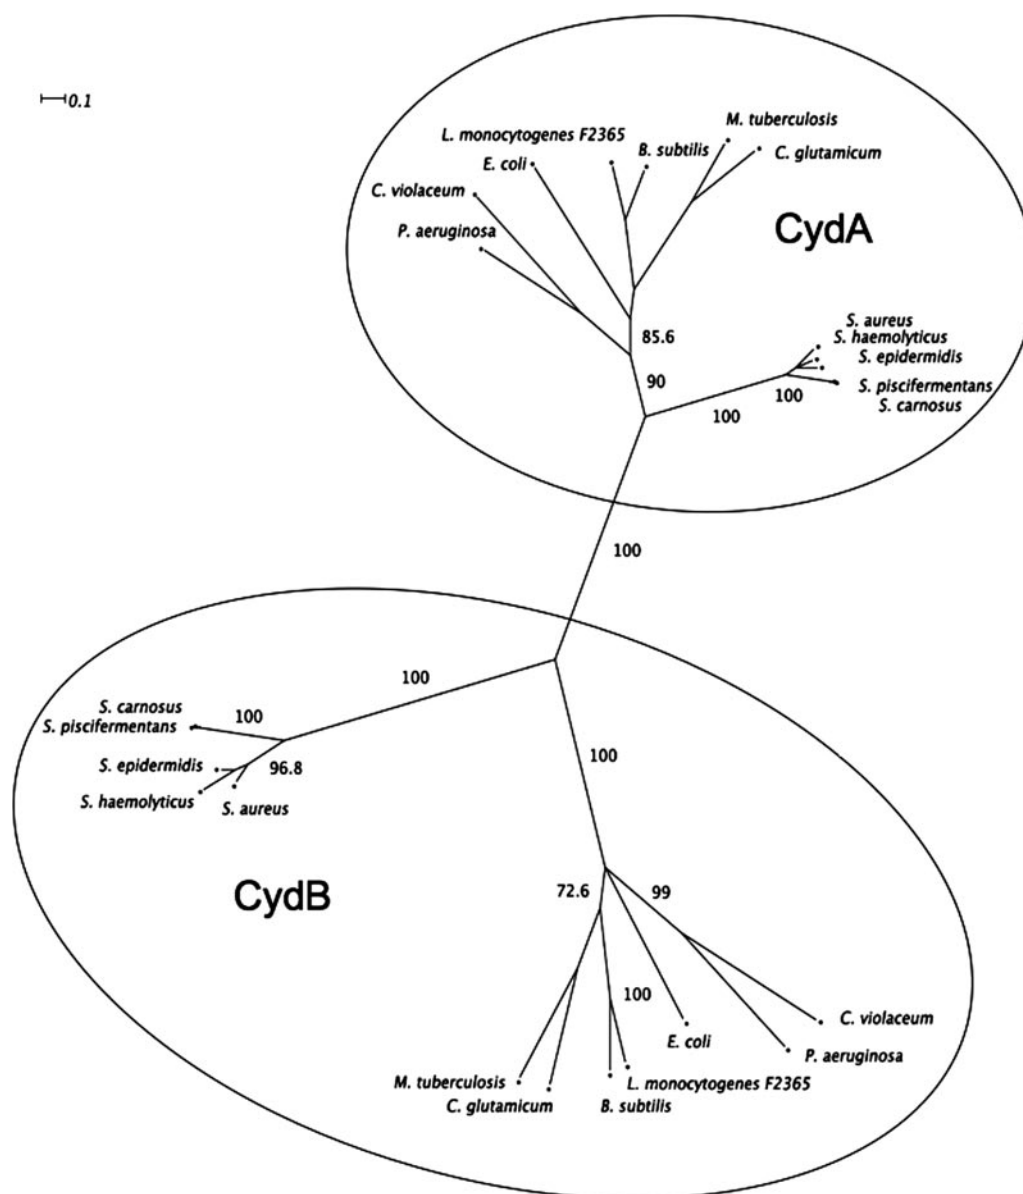 0.1
M. tuberculosis
L. monocytogenes F2365
B. subtilis
C. glutamicum
E. coli
C. violaceum
P. aeruginosa
CydA
S. aureus
S. haemolyticus
85.6
S. epidermidis
90
S. piscifermentans
100
S. carnosus
100
100
100
S. carnosus
100
S. piscifermentans
100
S. epidermidis
96.8
S. haemolyticus
S. aureus
CydB
72.6
99
100
C. violaceum
E. coli
P. aeruginosa
M. tuberculosis
L. monocytogenes F2365
C. glutamicum
B. subtilis